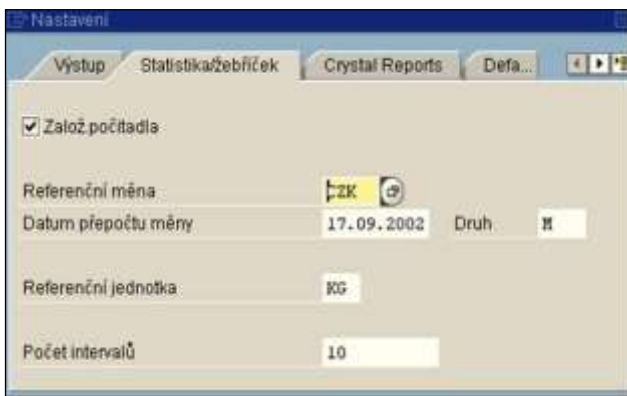 Nastavení
Výstup Statistika/žebříček Crystal Reports Defa...
Založ počítadla
Referenční měna CZK
Datum přepočtu měny 17.09.2002 Druh M
Referenční jednotka KG
Počet intervalů 10